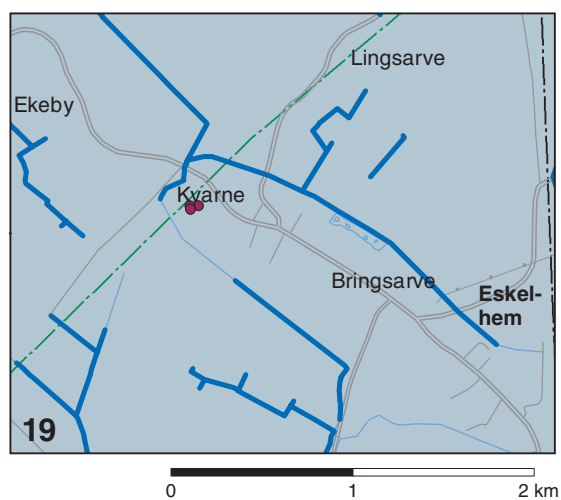 Lingsarve
Ekeby
Kvarne
Bringsarve
Eskel-
hem
19
0 1 2 km